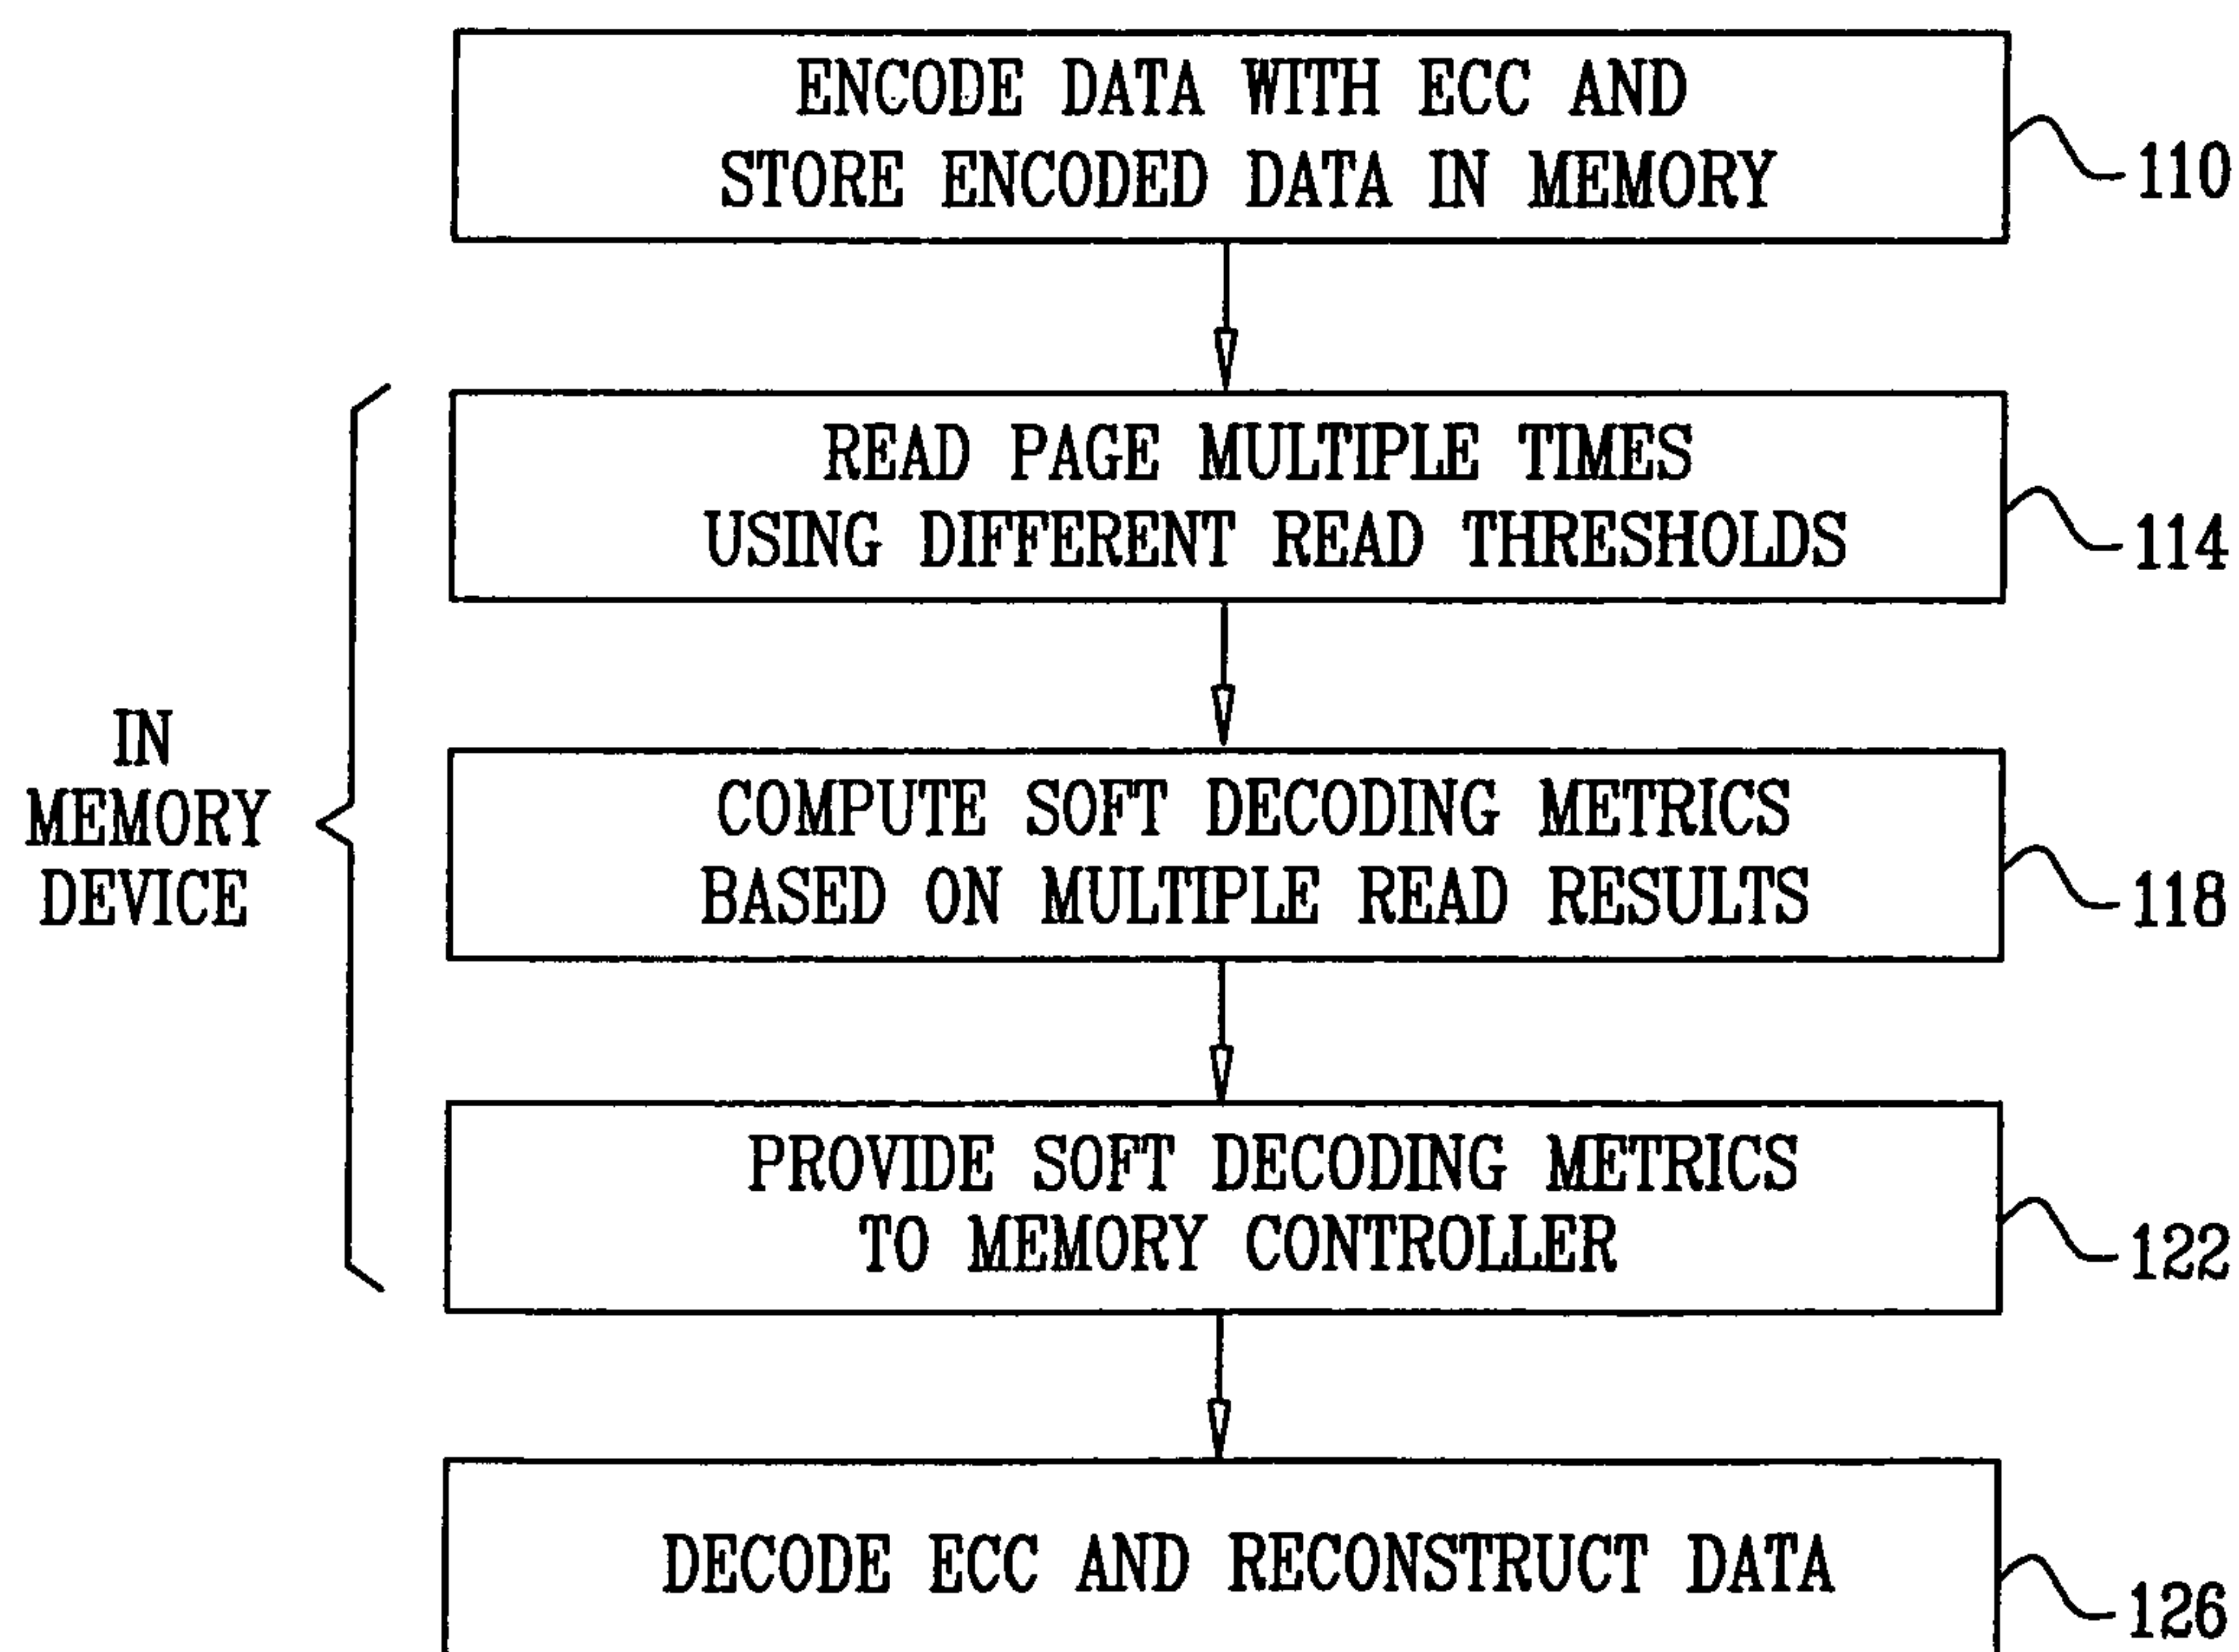 ENCODE DATA WITH ECC AND
STORE ENCODED DATA IN MEMORY
110
READ PAGE MULTIPLE TIMES
USING DIFFERENT READ THRESHOLDS
114
IN
MEMORY
DEVICE
COMPUTE SOFT DECODING METRICS
BASED ON MULTIPLE READ RESULTS
118
PROVIDE SOFT DECODING METRICS
TO MEMORY CONTROLLER
122
DECODE ECC AND RECONSTRUCT DATA
126